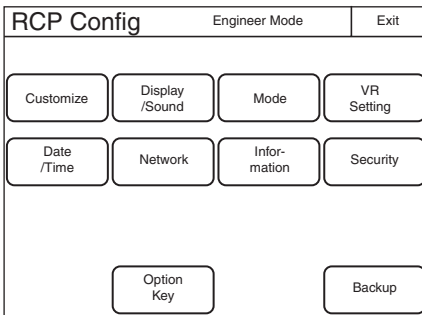 RCP Config Engineer Mode Exit
Customize
Display
/Sound
Mode
VR
Setting
Date
/Time
Network
Infor-
mation
Security
Option
Key
Backup